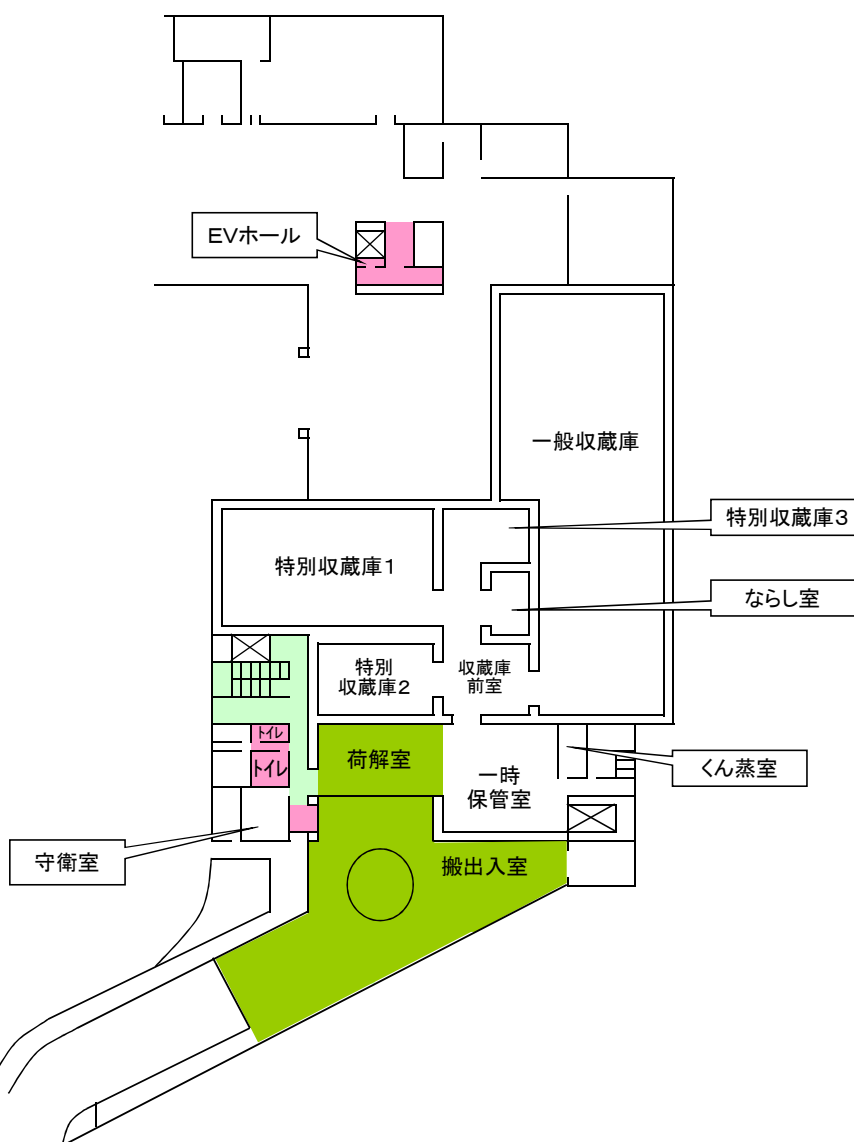 EVホール
一般収蔵庫
特別収蔵庫3
特別収蔵庫1
ならし室
特別
収蔵庫2
収蔵庫
前室
トイレ
トイレ
荷解室
一時
保管室
くん蒸室
守衛室
搬出入室